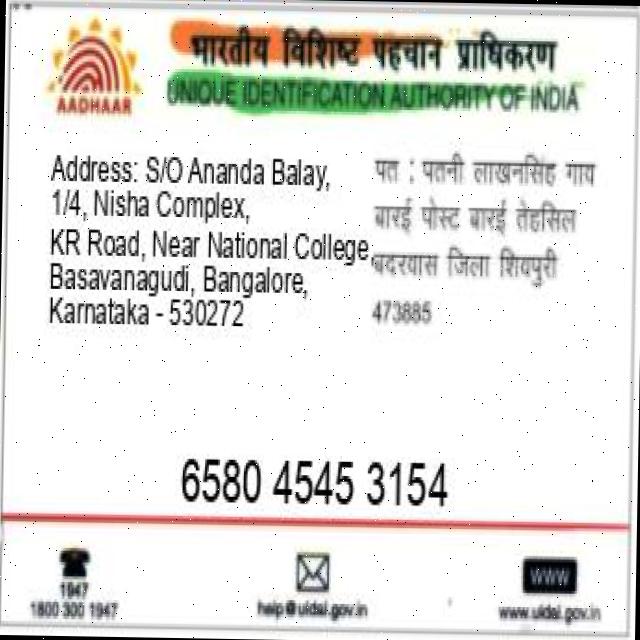 भारतीय विशिष्ट पहचान प्राधिकरण
UNIQUE IDENTIFICATION AUTHORITY OF INDIA
AADHAAR
Address: S/O Ananda Balay,
1/4, Nisha Complex,
KR Road, Near National College,
Basavanagudi, Bangalore,
Karnataka - 530272
पत : पतनी लाखनसिंह गाय
बारई पोस्ट बारई तेहसिल
बदरवास जिला शिवपुरी
473885
6580 4545 3154
1947
1800 300 1947
help@uidai.gov.in
WWW
www.uidai.gov.in